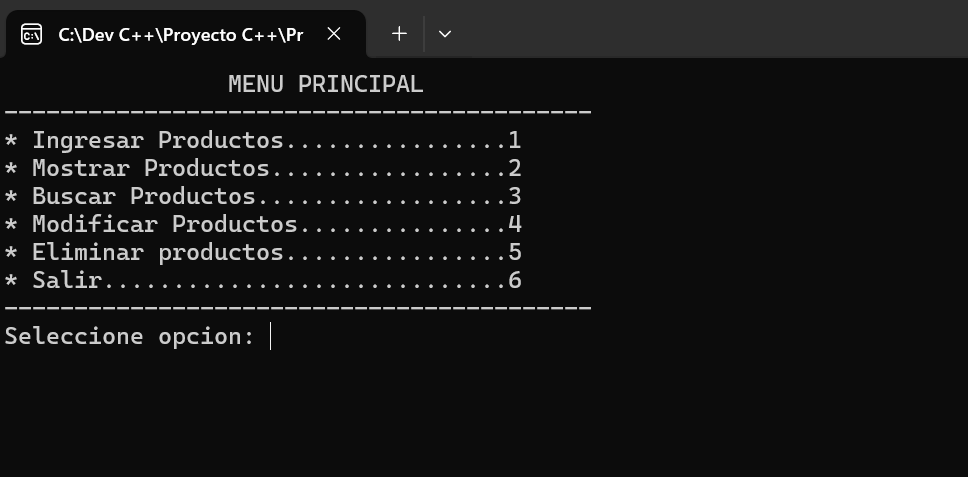 C:\Dev C++\Proyecto C++\Pr
MENU PRINCIPAL
------------------------------------------
* Ingresar Productos................1
* Mostrar Productos.................2
* Buscar Productos..................3
* Modificar Productos...............4
* Eliminar productos................5
* Salir.............................6
------------------------------------------
Seleccione opcion: